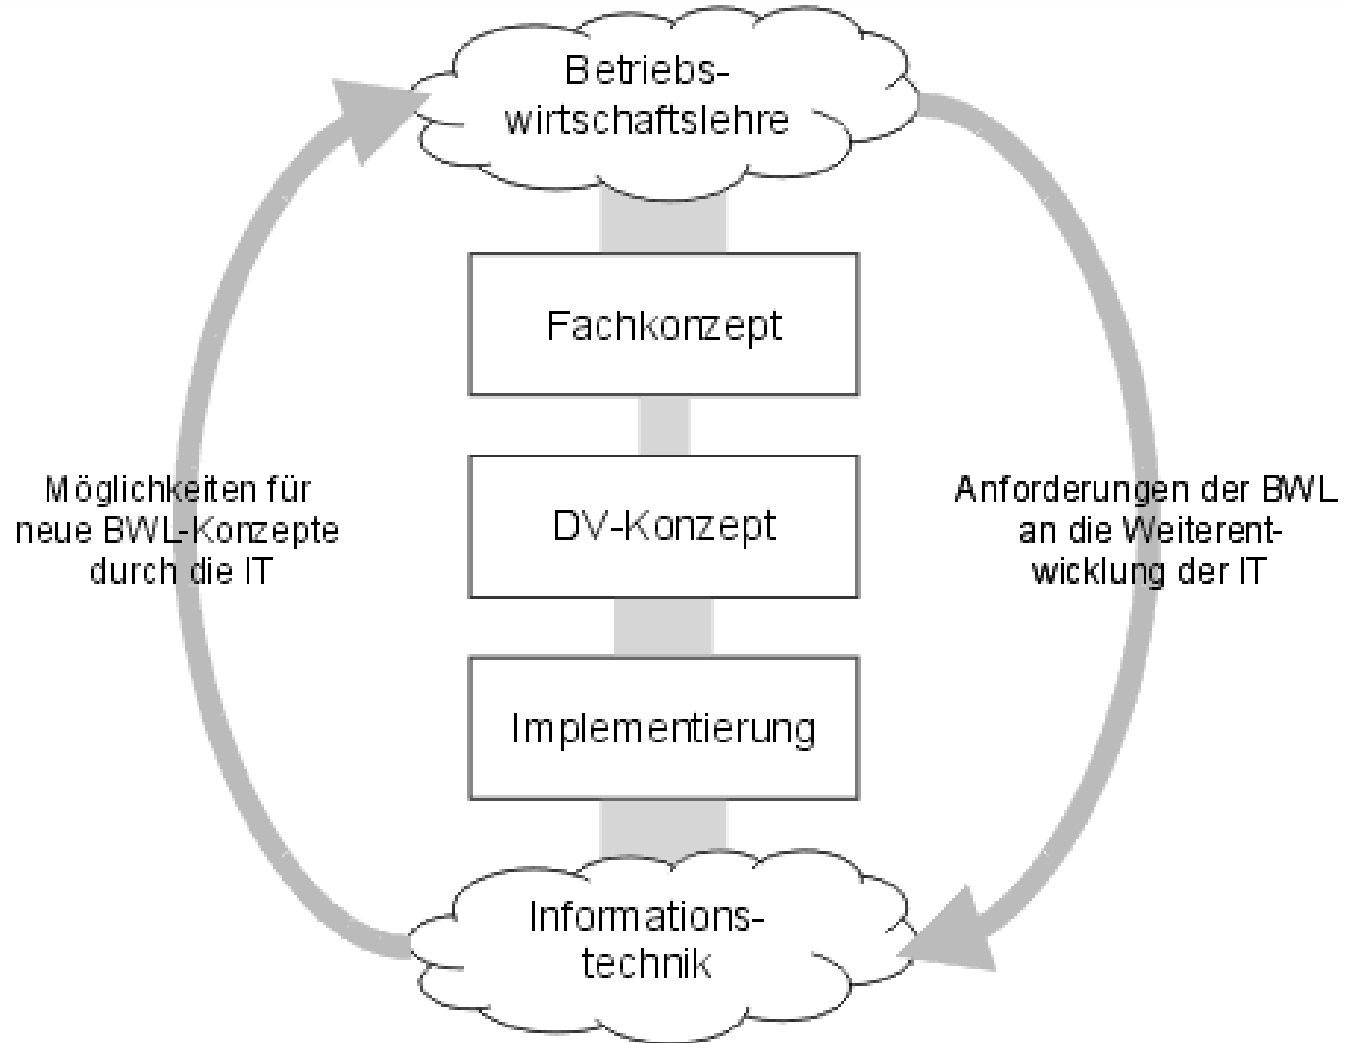 Betriebs-
wirtschaftslehre
Fachkonzept
Möglichkeiten für
neue BWL-Konzepte
durch die IT
DV-Konzept
Anforderungen der BWL
an die Weiterent-
wicklung der IT
Implementierung
Informations-
technik